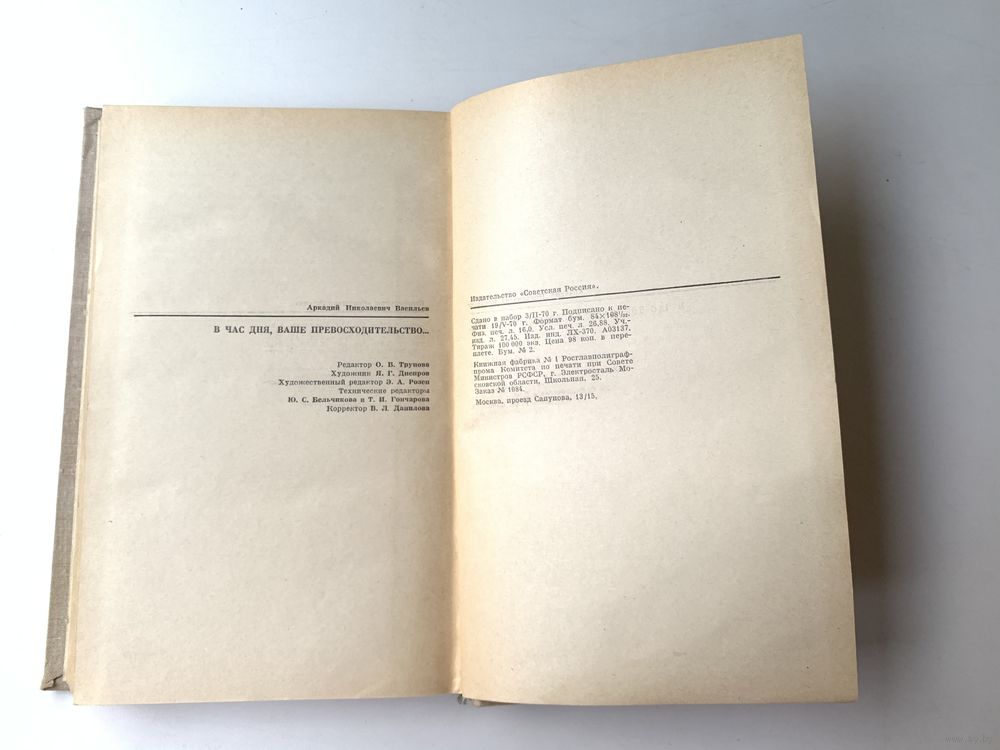 Аркадий Николаевич Васильев
В ЧАС ДНЯ, ВАШЕ ПРЕВОСХОДИТЕЛЬСТВО...
Редактор О. В. Трунова
Художник Я. Г. Днепров
Художественный редактор Э. А. Розен
Технические редакторы
Ю. С. Бельчикова и Т. И. Гончарова
Корректор В. Л. Данилова
Издательство «Советская Россия».
Сдано в набор 3/II-70 г. Подписано к пе-
чати 19/V-70 г. Формат бум. 84×108 1/32.
Физ. печ. л. 16,0. Усл. печ. л. 26,88. Уч.-
изд. л. 27,45. Изд. инд. ЛХ-370. А03137.
Тираж 100 000 экз. Цена 98 коп. в пере-
плете. Бум. № 2.
Книжная фабрика № 1 Росглавполиграф-
прома Комитета по печати при Совете
Министров РСФСР, г. Электросталь Мо-
сковской области, Школьная, 25.
Заказ № 1084.
Москва, проезд Сапунова, 13/15.